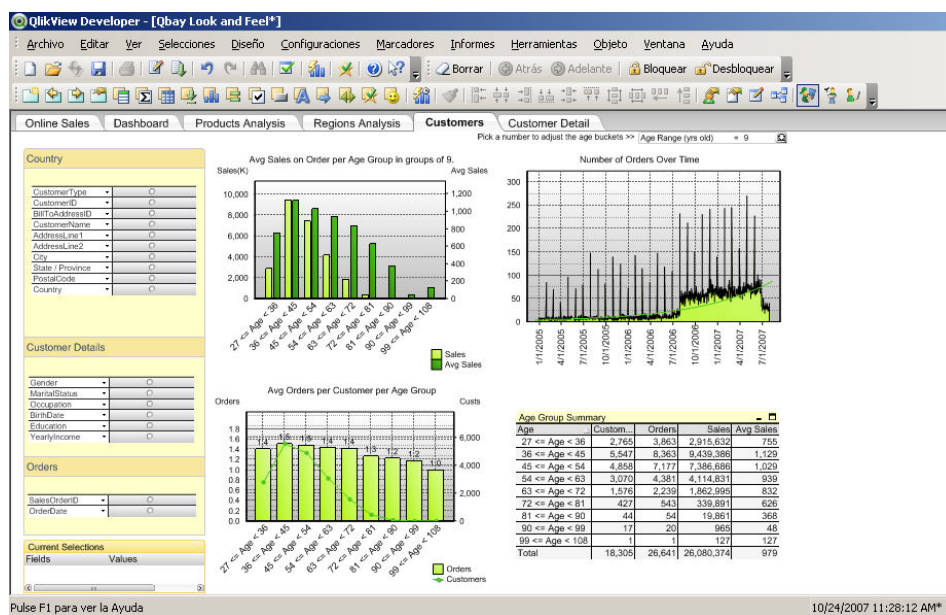 QlikView Developer - [Qbay Look and Feel*]
Archivo Editar Ver Selecciones Diseño Configuraciones Marcadores Informes Herramientas Objeto Ventana Ayuda
Borrar Atrás Adelante Bloquear Desbloquear
Online Sales Dashboard Products Analysis Regions Analysis Customers Customer Detail
Pick a number to adjust the age buckets >> Age Range (yrs old) = 9
Country
CustomerType
CustomerID
BillToAddressID
CustomerName
AddressLine1
AddressLine2
City
State / Province
PostalCode
Country
Customer Details
Gender
MaritalStatus
Occupation
BirthDate
Education
YearlyIncome
Orders
SalesOrderID
OrderDate
Current Selections
Fields Values
Avg Sales on Order per Age Group in groups of 9.
Sales(K) Avg Sales
10,000
8,000
6,000
4,000
2,000
0
1,200
1,000
800
600
400
200
0
27 <= Age < 36
36 <= Age < 45
45 <= Age < 54
54 <= Age < 63
63 <= Age < 72
72 <= Age < 81
81 <= Age < 90
90 <= Age < 99
99 <= Age < 108
Sales
Avg Sales
Number of Orders Over Time
300
250
200
150
100
50
0
1/1/2005
4/1/2005
7/1/2005
10/1/2005
1/1/2006
4/1/2006
7/1/2006
10/1/2006
1/1/2007
4/1/2007
7/1/2007
Avg Orders per Customer per Age Group
Orders Custs
1.8
1.6
1.4
1.2
1.0
0.8
0.6
0.4
0.2
0.0
1.4 1.5 1.5 1.4 1.4 1.3 1.2 1.2 1.0
6,000
4,000
2,000
0
27 <= Age < 36
36 <= Age < 45
45 <= Age < 54
54 <= Age < 63
63 <= Age < 72
72 <= Age < 81
81 <= Age < 90
90 <= Age < 99
99 <= Age < 108
Orders
Customers
Age Group Summary
Age Custom... Orders Sales Avg Sales
27 <= Age < 36 2,765 3,863 2,915,632 755
36 <= Age < 45 5,547 8,363 9,439,386 1,129
45 <= Age < 54 4,858 7,177 7,386,686 1,029
54 <= Age < 63 3,070 4,381 4,114,831 939
63 <= Age < 72 1,576 2,239 1,862,995 832
72 <= Age < 81 427 543 339,891 626
81 <= Age < 90 44 54 19,861 368
90 <= Age < 99 17 20 965 48
99 <= Age < 108 1 1 127 127
Total 18,305 26,641 26,080,374 979
Pulse F1 para ver la Ayuda 10/24/2007 11:28:12 AM*